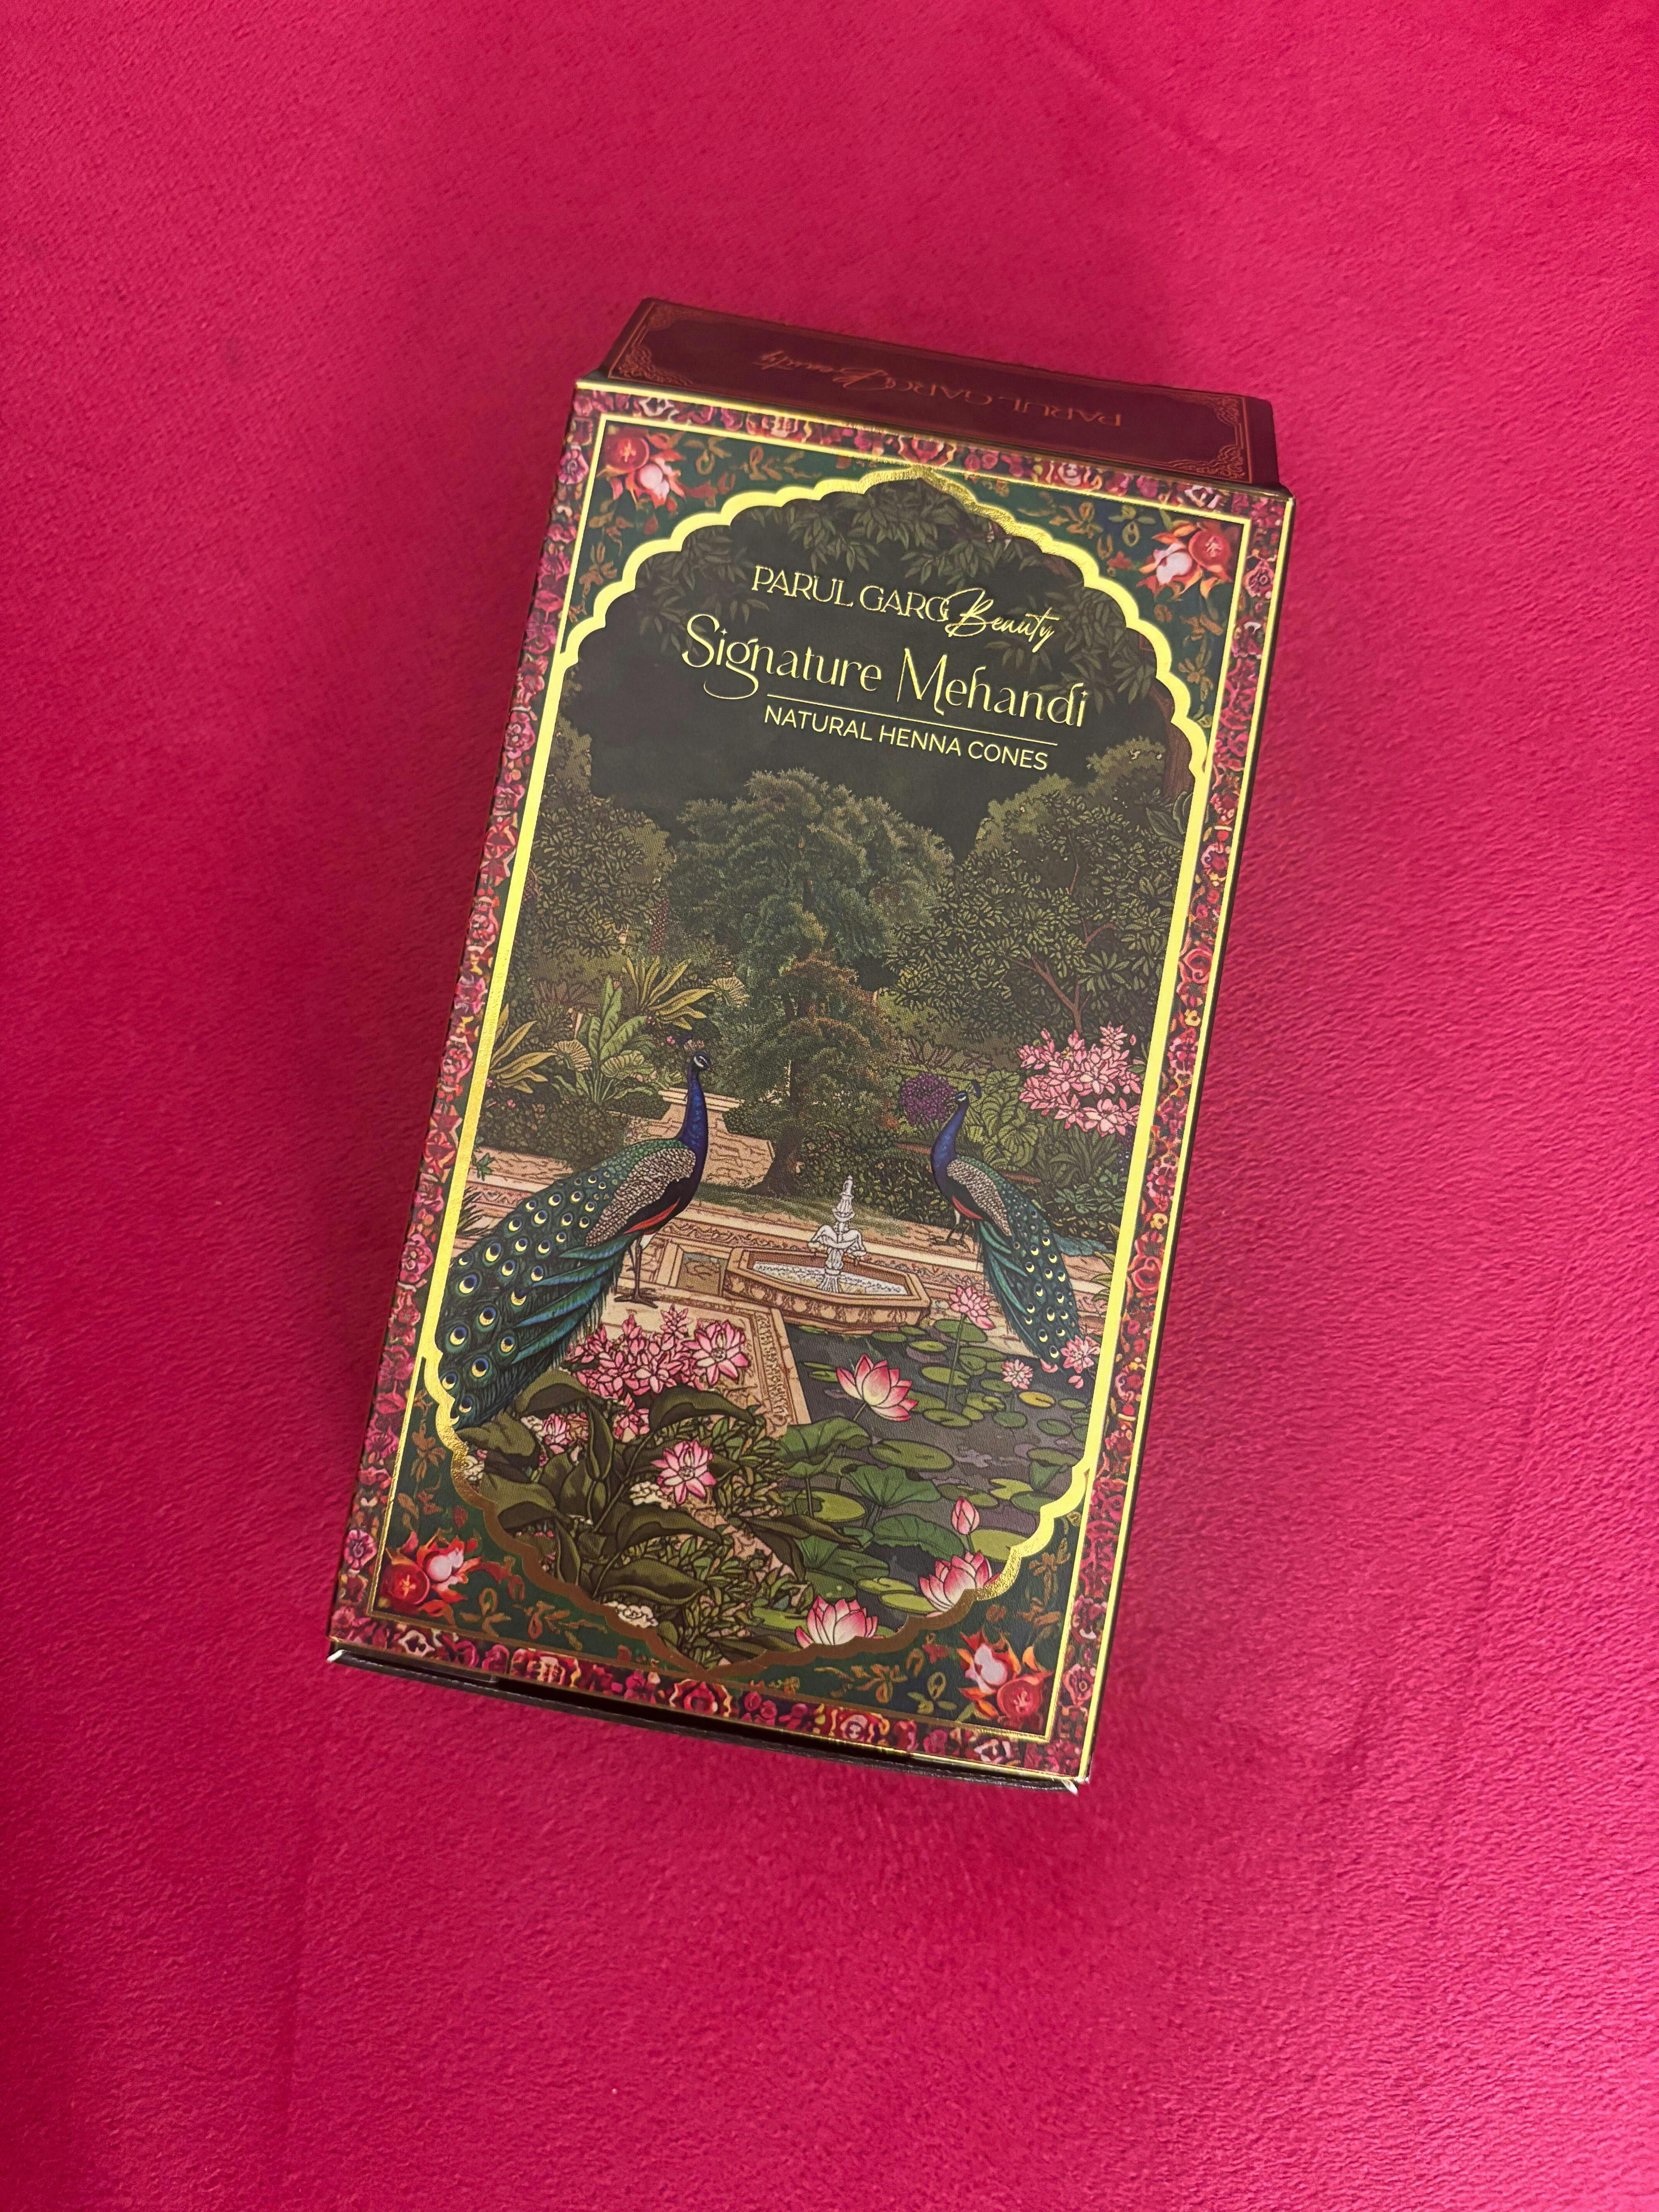 PARUL GARG Beauty
PARUL GARG Beauty
Signature Mehandi
NATURAL HENNA CONES